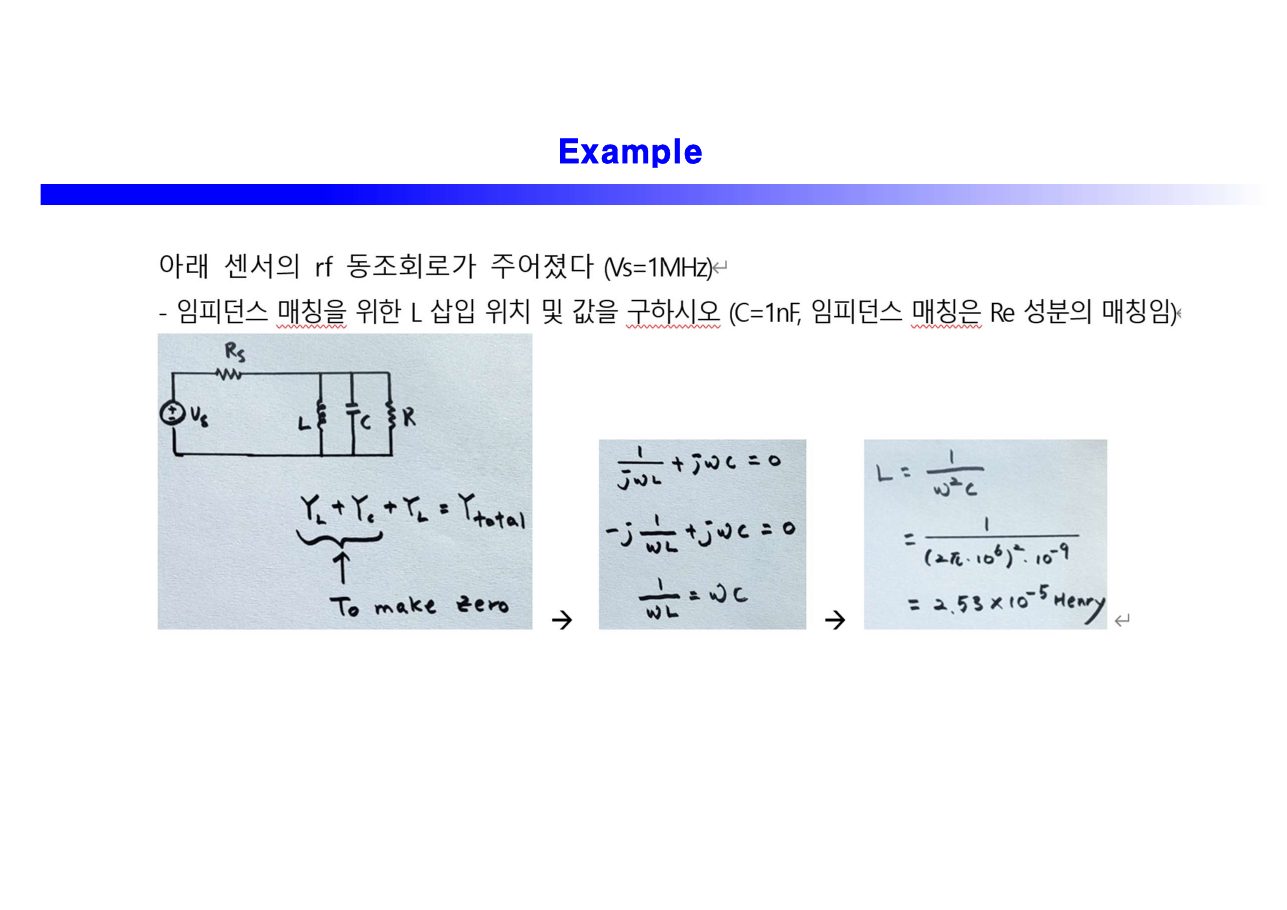 Example
아래 센서의 rf 동조회로가 주어졌다 (Vs=1MHz)↵
- 임피던스 매칭을 위한 L 삽입 위치 및 값을 구하시오 (C=1nF, 임피던스 매칭은 Re 성분의 매칭임)↵
Rs
Vs
L
C
R
Y_L + Y_c + Y_L = Y_total
To make zero
→
1/jωL + jωC = 0
-j 1/ωL + jωC = 0
1/ωL = ωC
→
L = 1/ω²C
= 1/(2π·10⁶)²·10⁻⁹
= 2.53×10⁻⁵ Henry
↵